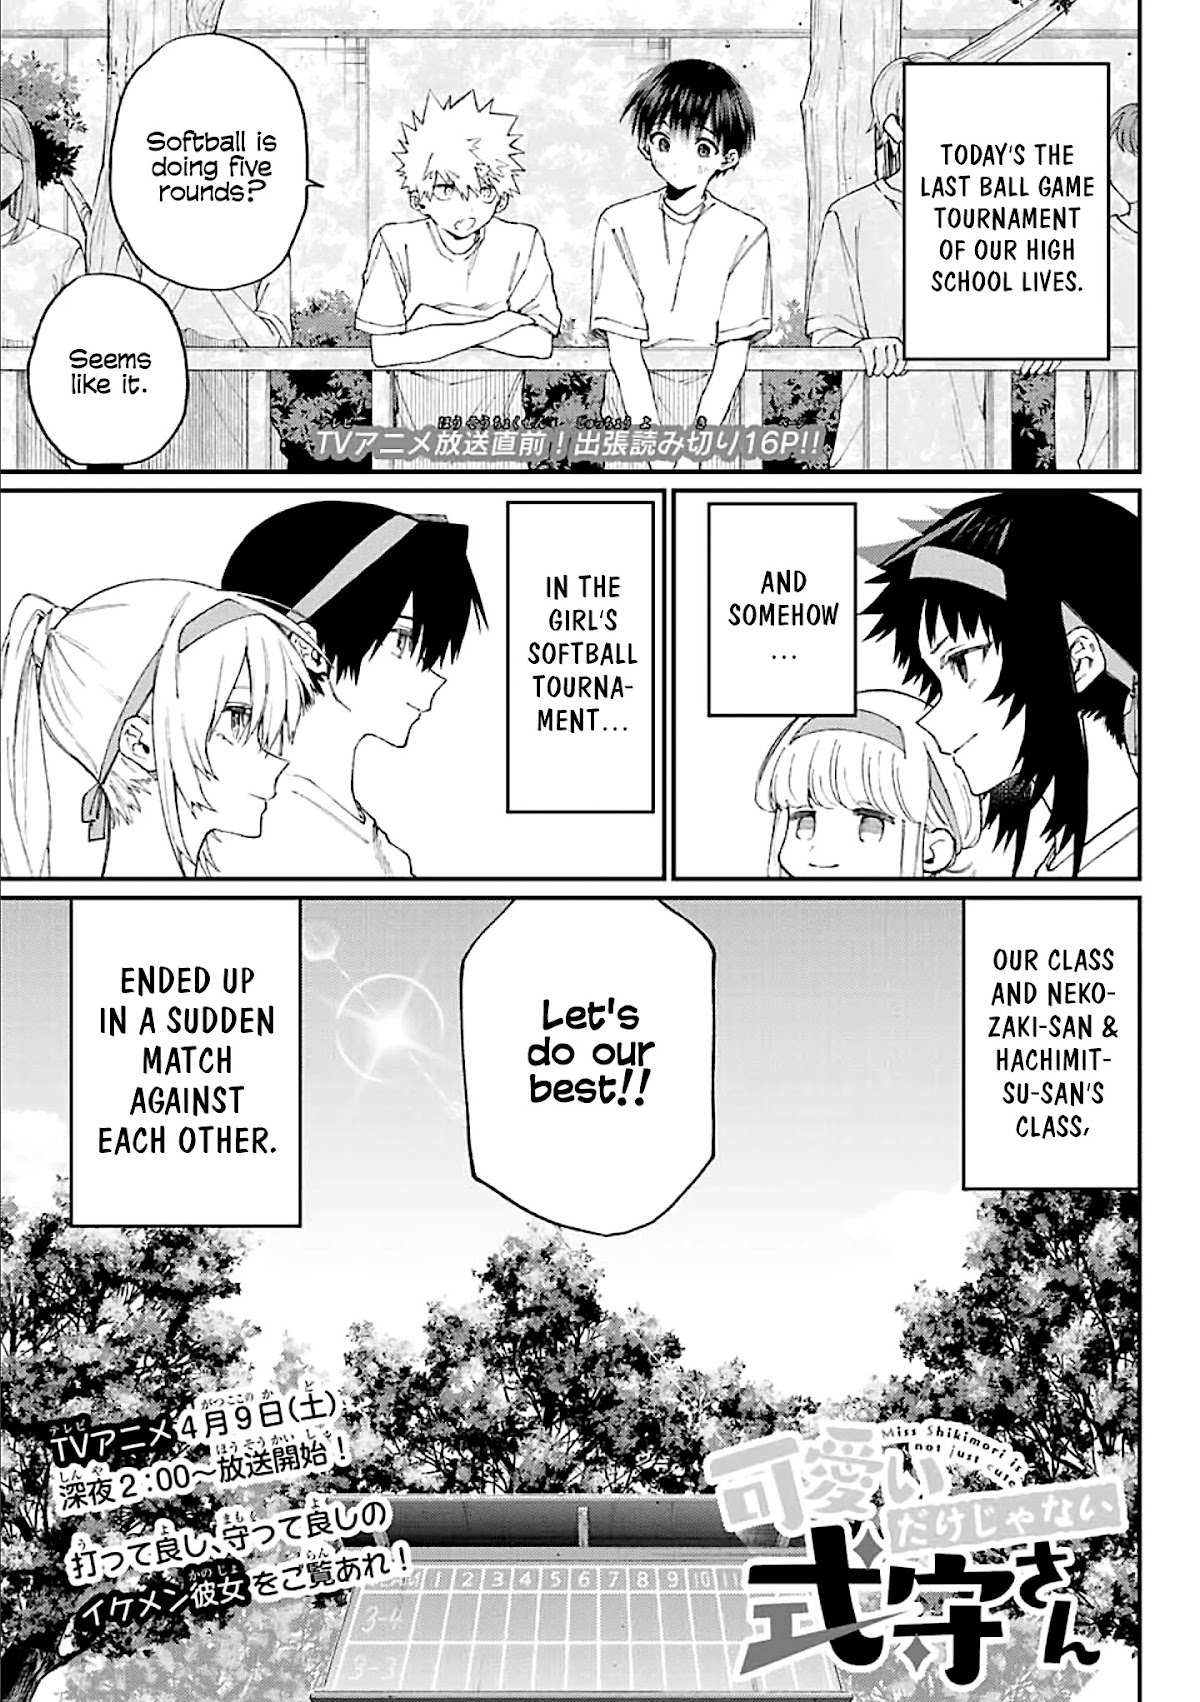 TODAY'S THE
LAST BALL GAME
TOURNAMENT
OF OUR HIGH
SCHOOL LIVES.
Softball is
doing five
rounds?
Seems
like it.
TVアニメ放送直前！出張読み切り16P!!
AND
SOMEHOW
...
IN THE
GIRL'S
SOFTBALL
TOURNA-
MENT...
OUR CLASS
AND NEKO-
ZAKI-SAN &
HACHIMIT-
SU-SAN'S
CLASS,
Let's
do our
best!!
ENDED UP
IN A SUDDEN
MATCH
AGAINST
EACH OTHER.
TVアニメ4月9日(土)
深夜2:00～放送開始！
打って良し、守って良しの
イケメン彼女をご覧あれ！
Miss Shikimori is
not just cute
可愛い
だけじゃない
式守さん
1 2 3 4 5 6 7 8 9 10 11
3-4
3-3